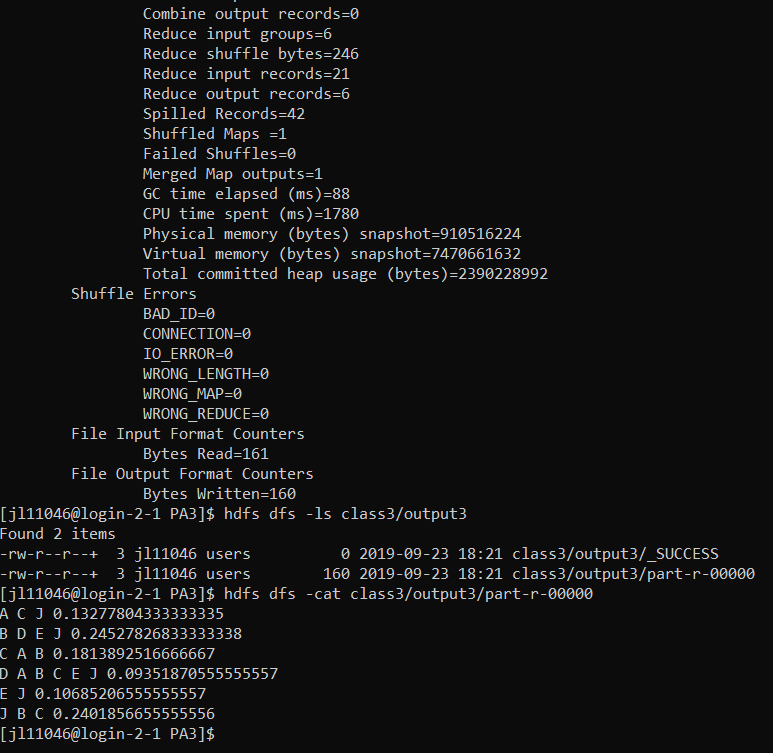 Combine output records=0
Reduce input groups=6
Reduce shuffle bytes=246
Reduce input records=21
Reduce output records=6
Spilled Records=42
Shuffled Maps =1
Failed Shuffles=0
Merged Map outputs=1
GC time elapsed (ms)=88
CPU time spent (ms)=1780
Physical memory (bytes) snapshot=910516224
Virtual memory (bytes) snapshot=7470661632
Total committed heap usage (bytes)=2390228992
Shuffle Errors
BAD_ID=0
CONNECTION=0
IO_ERROR=0
WRONG_LENGTH=0
WRONG_MAP=0
WRONG_REDUCE=0
File Input Format Counters
Bytes Read=161
File Output Format Counters
Bytes Written=160
[jl11046@login-2-1 PA3]$ hdfs dfs -ls class3/output3
Found 2 items
-rw-r--r--+  3 jl11046 users          0 2019-09-23 18:21 class3/output3/_SUCCESS
-rw-r--r--+  3 jl11046 users        160 2019-09-23 18:21 class3/output3/part-r-00000
[jl11046@login-2-1 PA3]$ hdfs dfs -cat class3/output3/part-r-00000
A C J 0.13277804333333335
B D E J 0.24527826833333338
C A B 0.1813892516666667
D A B C E J 0.09351870555555557
E J 0.10685206555555557
J B C 0.2401856655555556
[jl11046@login-2-1 PA3]$